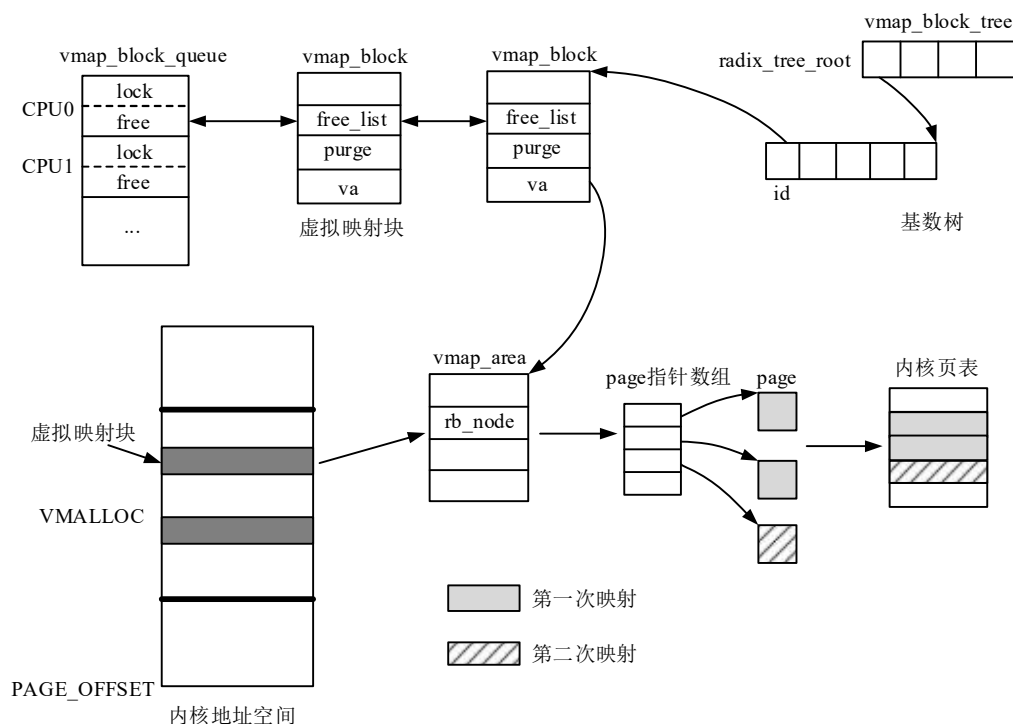 vmap_block_tree
vmap_block_queue
vmap_block
vmap_block
radix_tree_root
CPU0
lock
free
CPU1
lock
free
...
free_list
purge
va
虚拟映射块
free_list
purge
va
id
基数树
虚拟映射块
VMALLOC
PAGE_OFFSET
内核地址空间
vmap_area
rb_node
page指针数组
page
内核页表
第一次映射
第二次映射